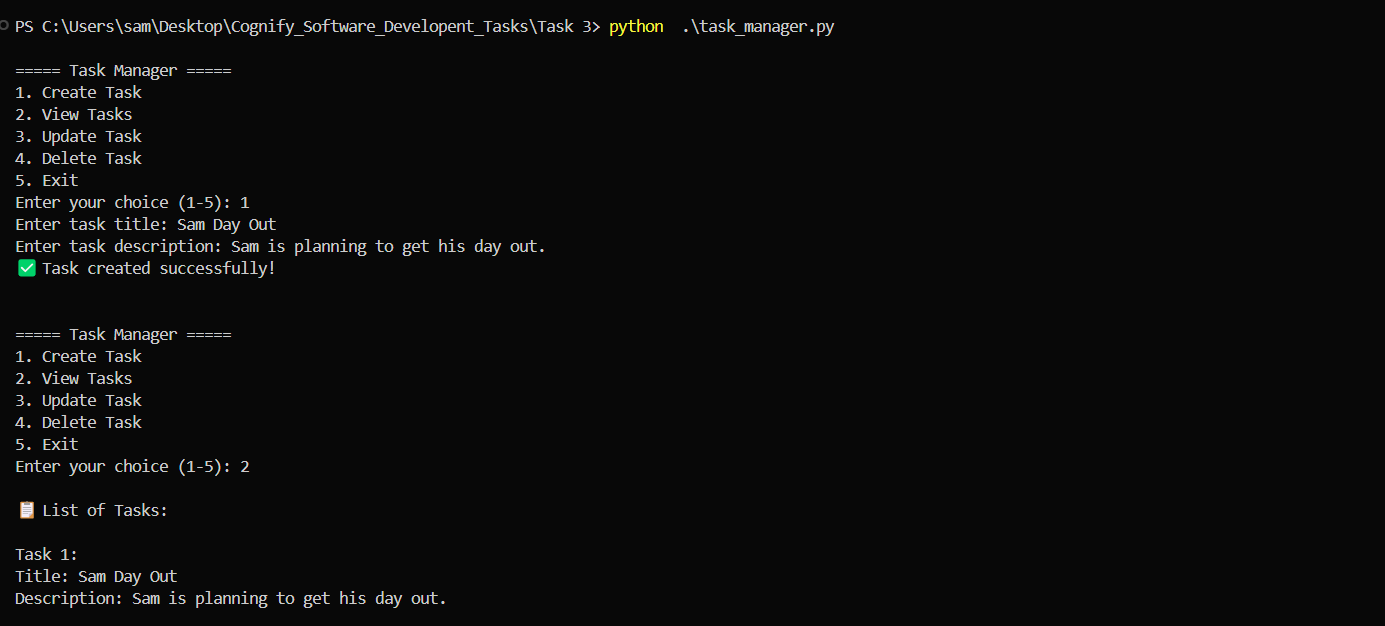 PS C:\Users\sam\Desktop\Cognify_Software_Developent_Tasks\Task 3> python  .\task_manager.py
===== Task Manager =====
1. Create Task
2. View Tasks
3. Update Task
4. Delete Task
5. Exit
Enter your choice (1-5): 1
Enter task title: Sam Day Out
Enter task description: Sam is planning to get his day out.
✅ Task created successfully!
===== Task Manager =====
1. Create Task
2. View Tasks
3. Update Task
4. Delete Task
5. Exit
Enter your choice (1-5): 2
📋 List of Tasks:
Task 1:
Title: Sam Day Out
Description: Sam is planning to get his day out.